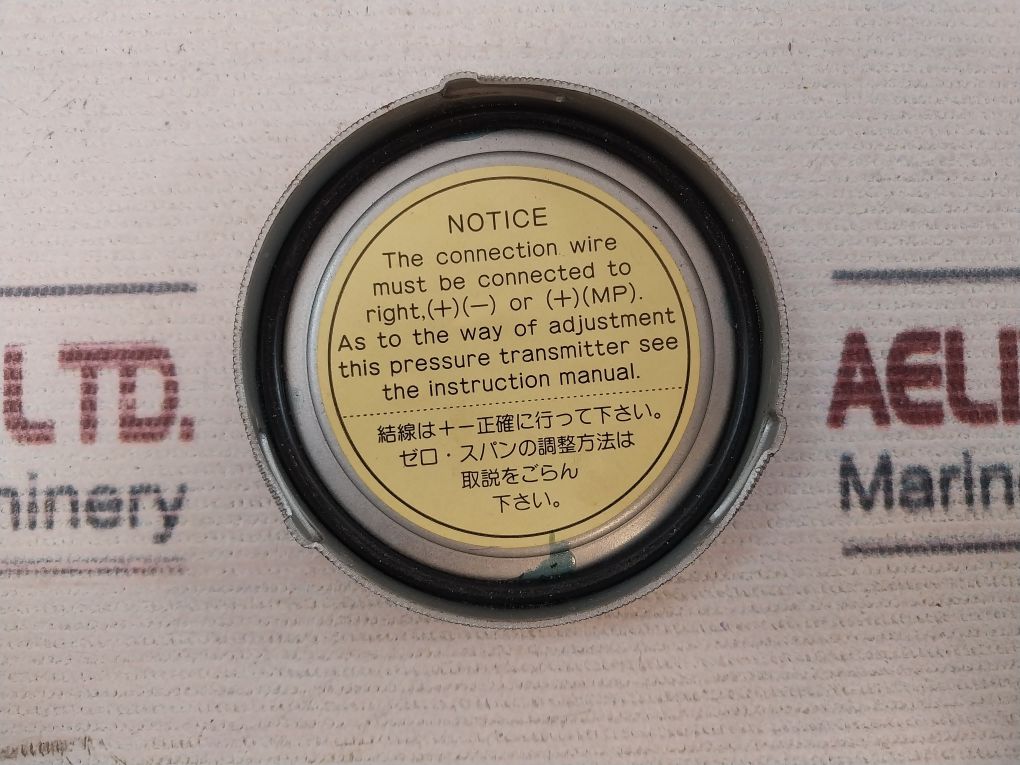 NOTICE
The connection wire
must be connected to
right,(+)(−) or (+)(MP).
As to the way of adjustment
this pressure transmitter see
the instruction manual.
結線は＋−正確に行って下さい。
ゼロ・スパンの調整方法は
取説をごらん
下さい。
LTD.
hinery
AELI
Marin